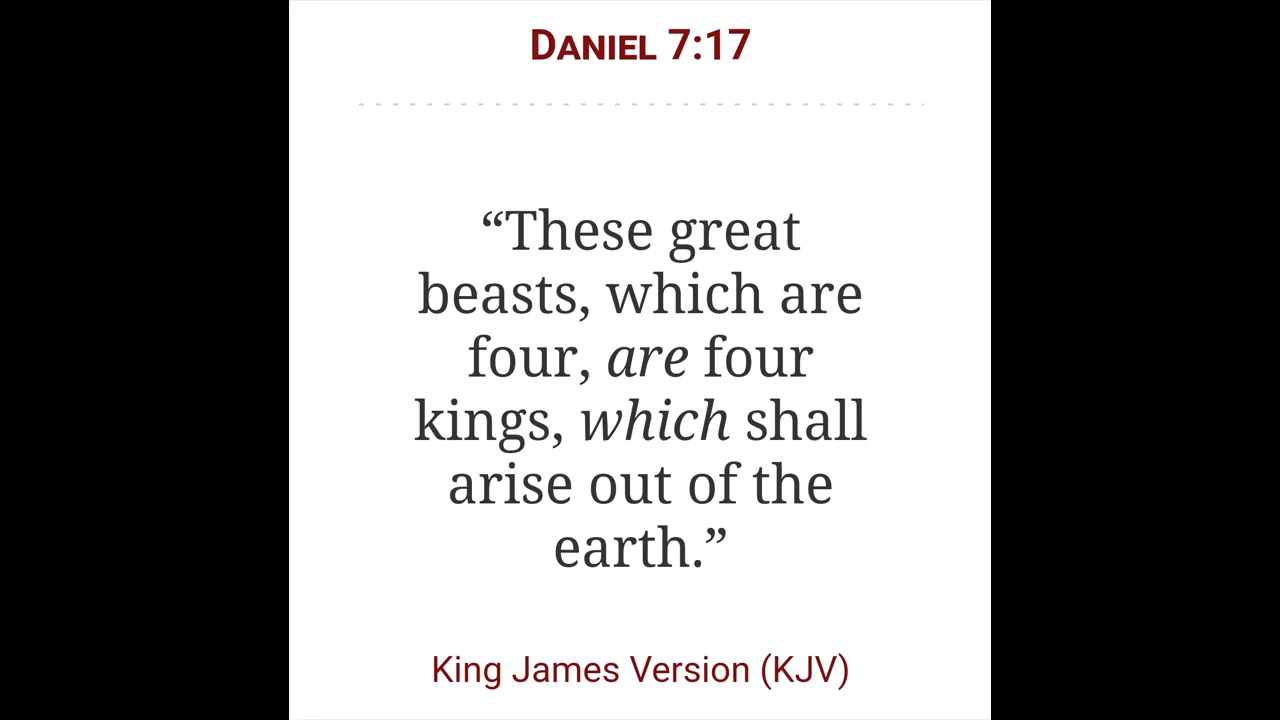 Daniel 7:17
“These great
beasts, which are
four, are four
kings, which shall
arise out of the
earth.”
King James Version (KJV)